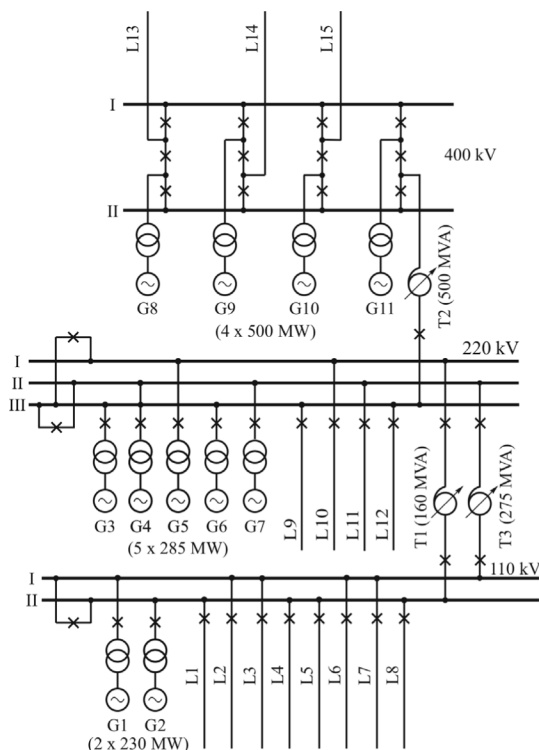 L13
L14
L15
I
400 kV
II
G8
G9
G10
G11
(4 x 500 MW)
T2 (500 MVA)
I
220 kV
II
III
G3
G4
G5
G6
G7
(5 x 285 MW)
L9
L10
L11
L12
T1 (160 MVA)
T3 (275 MVA)
I
110 kV
II
G1
G2
(2 x 230 MW)
L1
L2
L3
L4
L5
L6
L7
L8